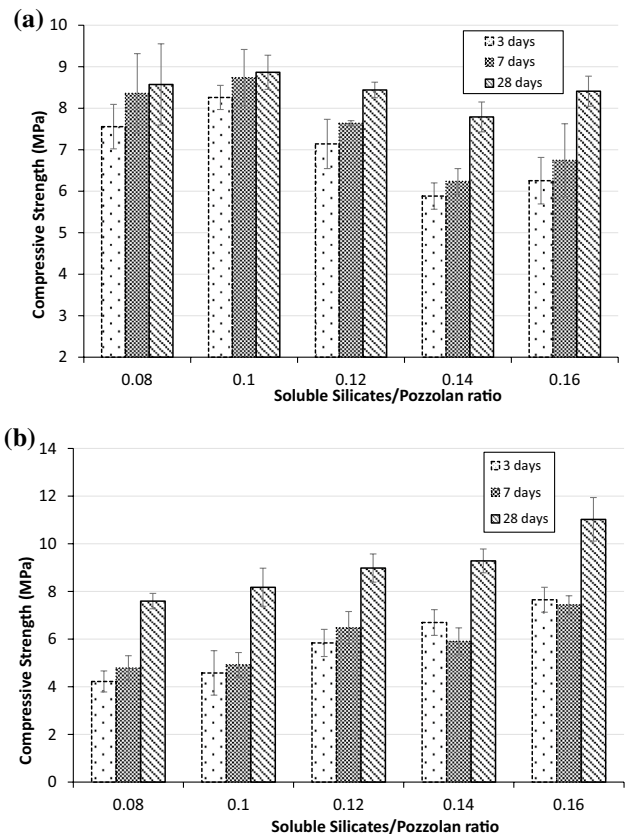 (a)
10
9
8
7
6
5
4
3
2
Compressive Strength (MPa)
3 days
7 days
28 days
0.08 0.1 0.12 0.14 0.16
Soluble Silicates/Pozzolan ratio
(b)
14
12
10
8
6
4
2
0
Compressive Strength (MPa)
3 days
7 days
28 days
0.08 0.1 0.12 0.14 0.16
Soluble Silicates/Pozzolan ratio